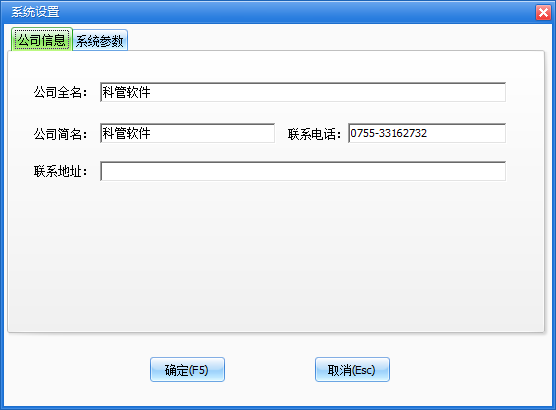 系统设置
公司信息 系统参数
公司全名： 科管软件
公司简名： 科管软件 联系电话： 0755-33162732
联系地址：
确定(F5) 取消(Esc)